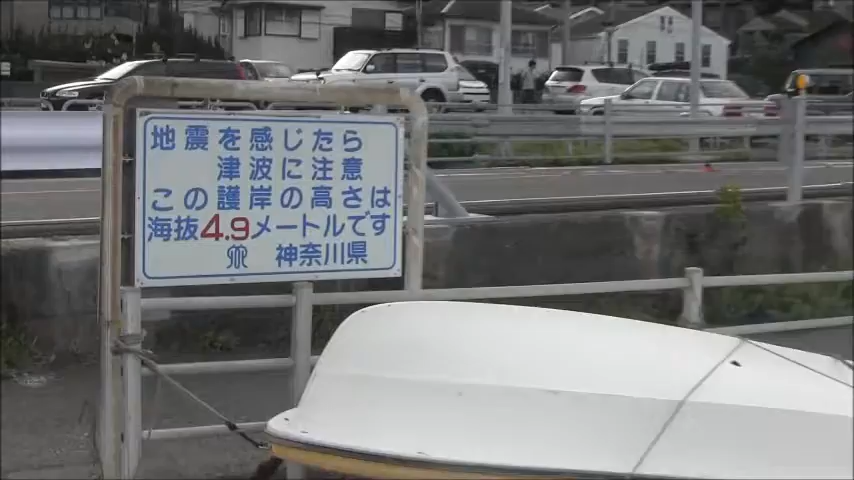 地震を感じたら
津波に注意
この護岸の高さは
海抜4.9メートルです
神奈川県